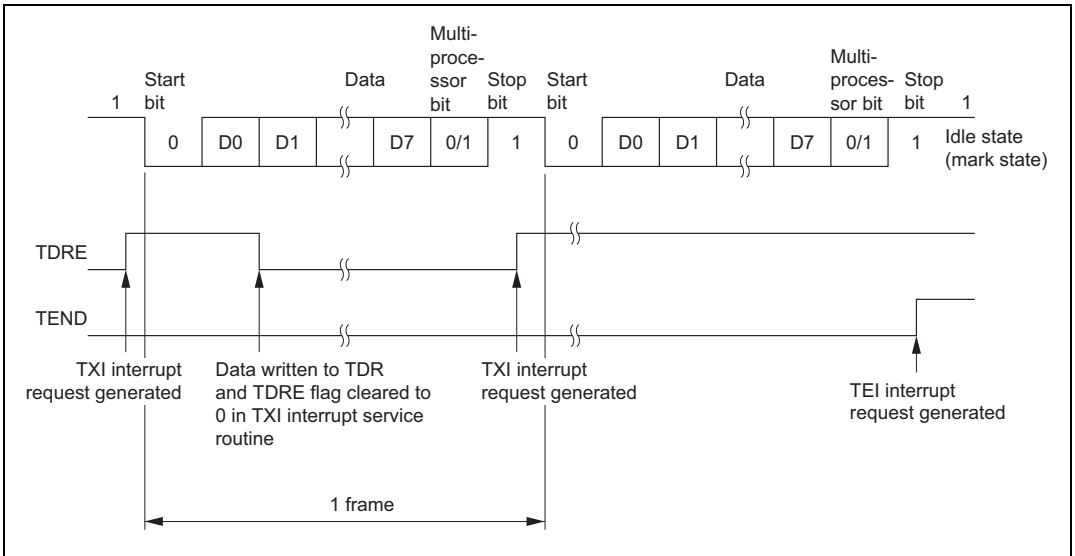 Multi-
proce-
ssor
bit
Start
bit
Data
Stop
bit
Start
bit
Data
Multi-
proces-
sor bit
Stop
bit
1
1
0 D0 D1 D7 0/1 1 0 D0 D1 D7 0/1 1
Idle state
(mark state)
TDRE
TEND
TXI interrupt
request generated
Data written to TDR
and TDRE flag cleared to
0 in TXI interrupt service
routine
TXI interrupt
request generated
TEI interrupt
request generated
1 frame